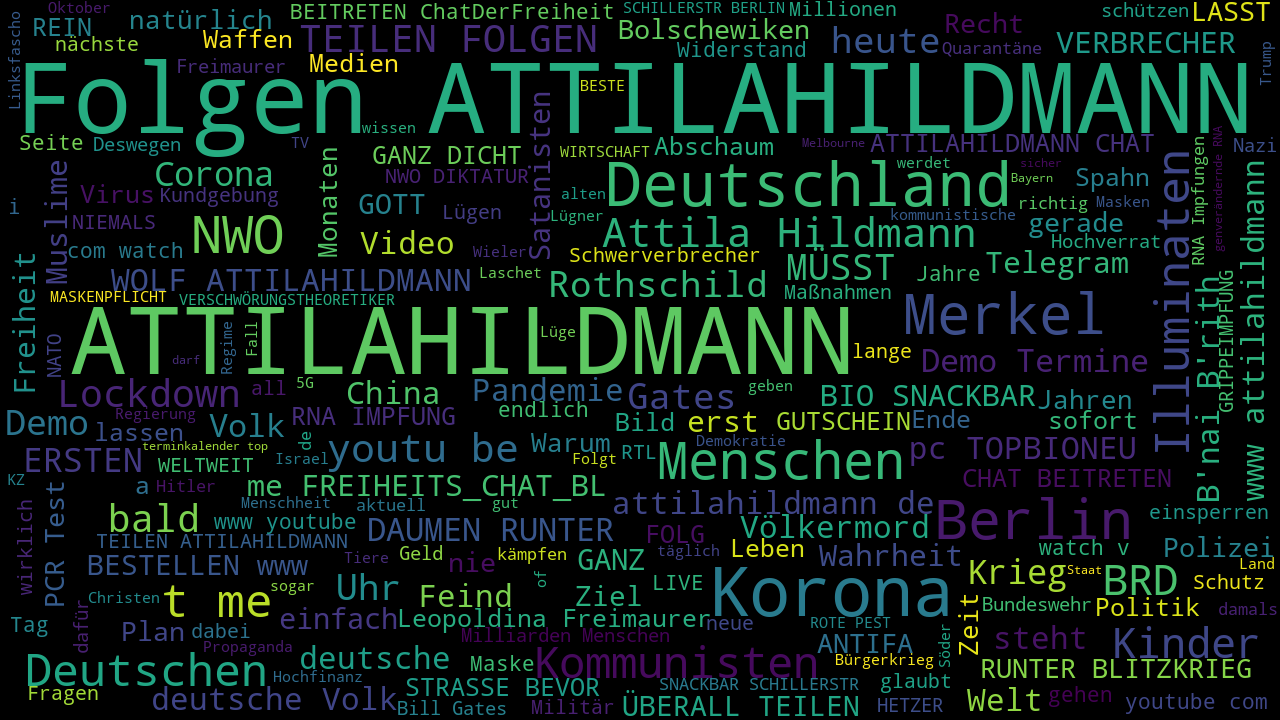 Oktober
BEITRETEN ChatDerFreiheit
SCHILLERSTR BERLIN
Millionen
schützen
LASST
REIN
natürlich
Bolschewiken
Recht
nächste
Waffen
TEILEN FOLGEN
Widerstand
heute
Quarantäne
VERBRECHER
Linksfascho
Freimaurer
Medien
Trump
Folgen ATTILAHILDMANN
BESTE
wissen
Seite
Deswegen
TV
Satanisten
WIRTSCHAFT
Abschaum
Melbourne
ATTILAHILDMANN CHAT
Nazi
Muslime
Corona
Monaten
GANZ DICHT
NWO DIKTATUR
werdet
sicher
Bayern
RNA Impfungen
genverandernde RNA
Virus
Kundgebung
GOTT
Lügen
alten
Deutschland
Spahn
i
NIEMALS
Lügner
kommunistische
richtig
Masken
com watch
NWO
Video
Wieler
Attila Hildmann
gerade
Hochverrat
Illuminaten
Freiheit
WOLF ATTILAHILDMANN
Laschet
Schwerverbrecher
MÜSST
Jahre
Telegram
www attilahildmann
MASKENPFLICHT
VERSCHWÖRUNGSTHEORETIKER
Rothschild
Maßnahmen
Merkel
B'nai B'rith
GRIPPEIMPFUNG
NATO
ATTILAHILDMANN
Regime
Fall
Lüge
lange
darf
Demo Termine
Lockdown
all
5G
China
Pandemie
Gates
geben
BIO SNACKBAR
Jahren
Demo
Regierung
RNA IMPFUNG
endlich
Bild
erst
GUTSCHEIN
Ende
sofort
lassen
Volk
de
youtu be
Warum
RTL
Demokratie
pc TOPBIONEU
terminkalender top
ERSTEN
WELTWEIT
Israel
Folgt
Menschen
KZ
a
Hitler
me FREIHEITS_CHAT_BL
CHAT BEITRETEN
wirklich
PCR Test
bald
Menschheit
aktuell
gut
attilahildmann de
Berlin
einsperren
www youtube
DAUMEN RUNTER
FOLG
Völkermord
TEILEN ATTILAHILDMANN
Tiere
Geld
nie
kämpfen
täglich
Leben
Wahrheit
watch v
Polizei
BESTELLEN www
GANZ
Krieg
Staat
Land
Christen
t me
sogar
Uhr
Feind
of
Ziel
LIVE
Korona
BRD
Schutz
dafür
Tag
Plan
dabei
einfach
Leopoldina Freimaurer
neue
ROTE PEST
Zeit
Bundeswehr
Politik
damals
Propaganda
Milliarden Menschen
ANTIFA
Söder
steht
Kinder
Deutschen
deutsche
Maske
Kommunisten
Bürgerkrieg
RUNTER BLITZKRIEG
Hochfinanz
STRASSE BEVOR
SNACKBAR SCHILLERSTR
glaubt
Fragen
deutsche Volk
Bill Gates
Militär
ÜBERALL TEILEN
HETZER
Welt
gehen
youtube com